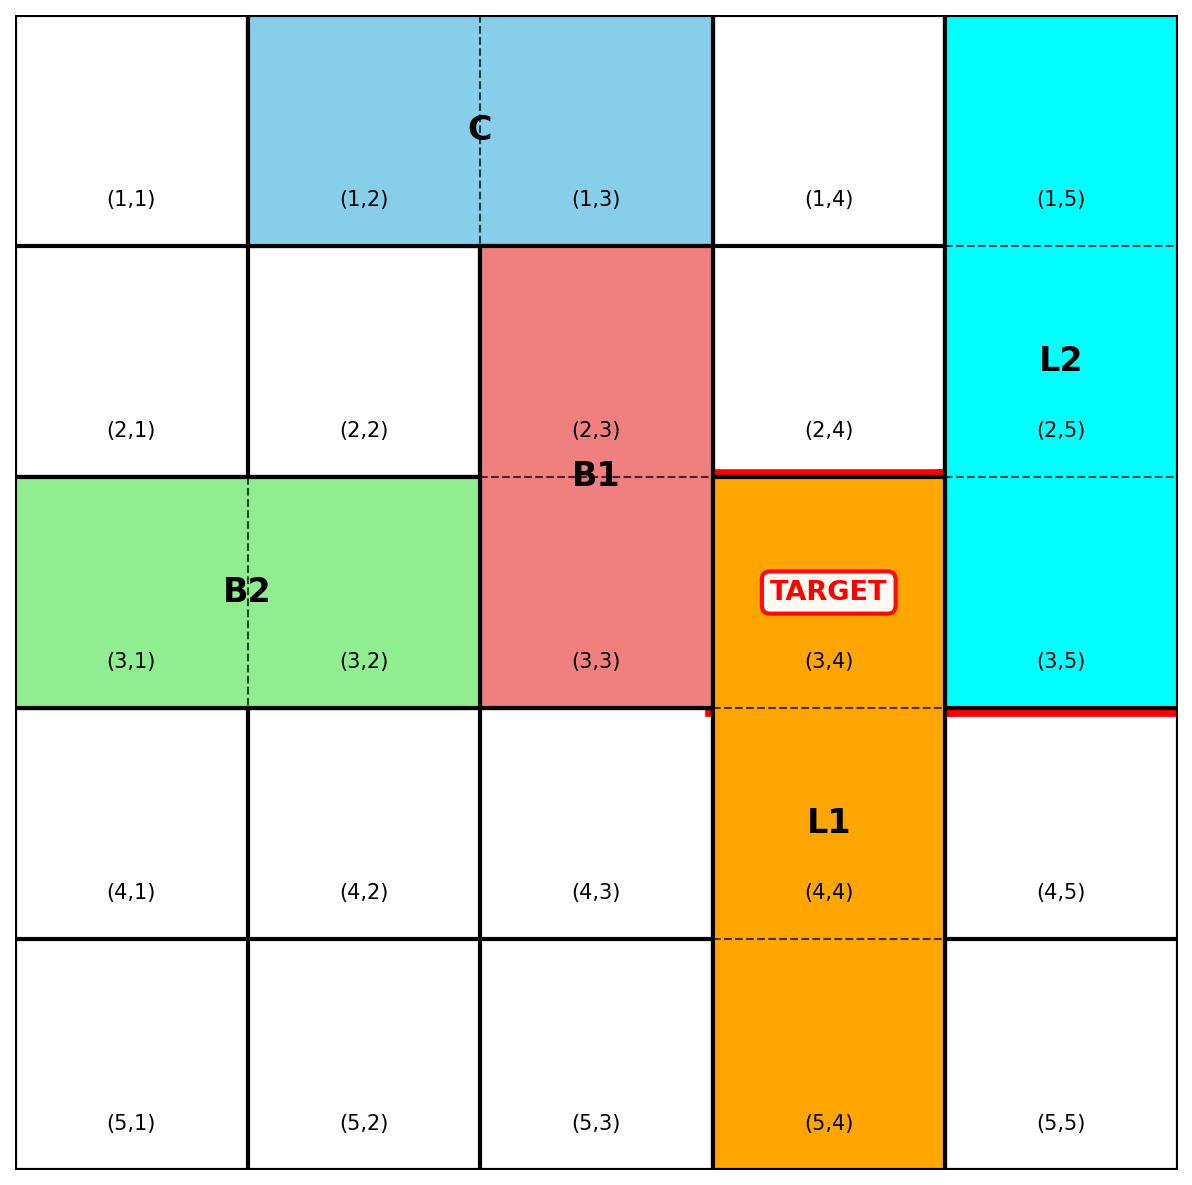 C
(1,1) (1,2) (1,3) (1,4) (1,5)
L2
(2,1) (2,2) (2,3) (2,4) (2,5)
B1
B2 TARGET
(3,1) (3,2) (3,3) (3,4) (3,5)
L1
(4,1) (4,2) (4,3) (4,4) (4,5)
(5,1) (5,2) (5,3) (5,4) (5,5)